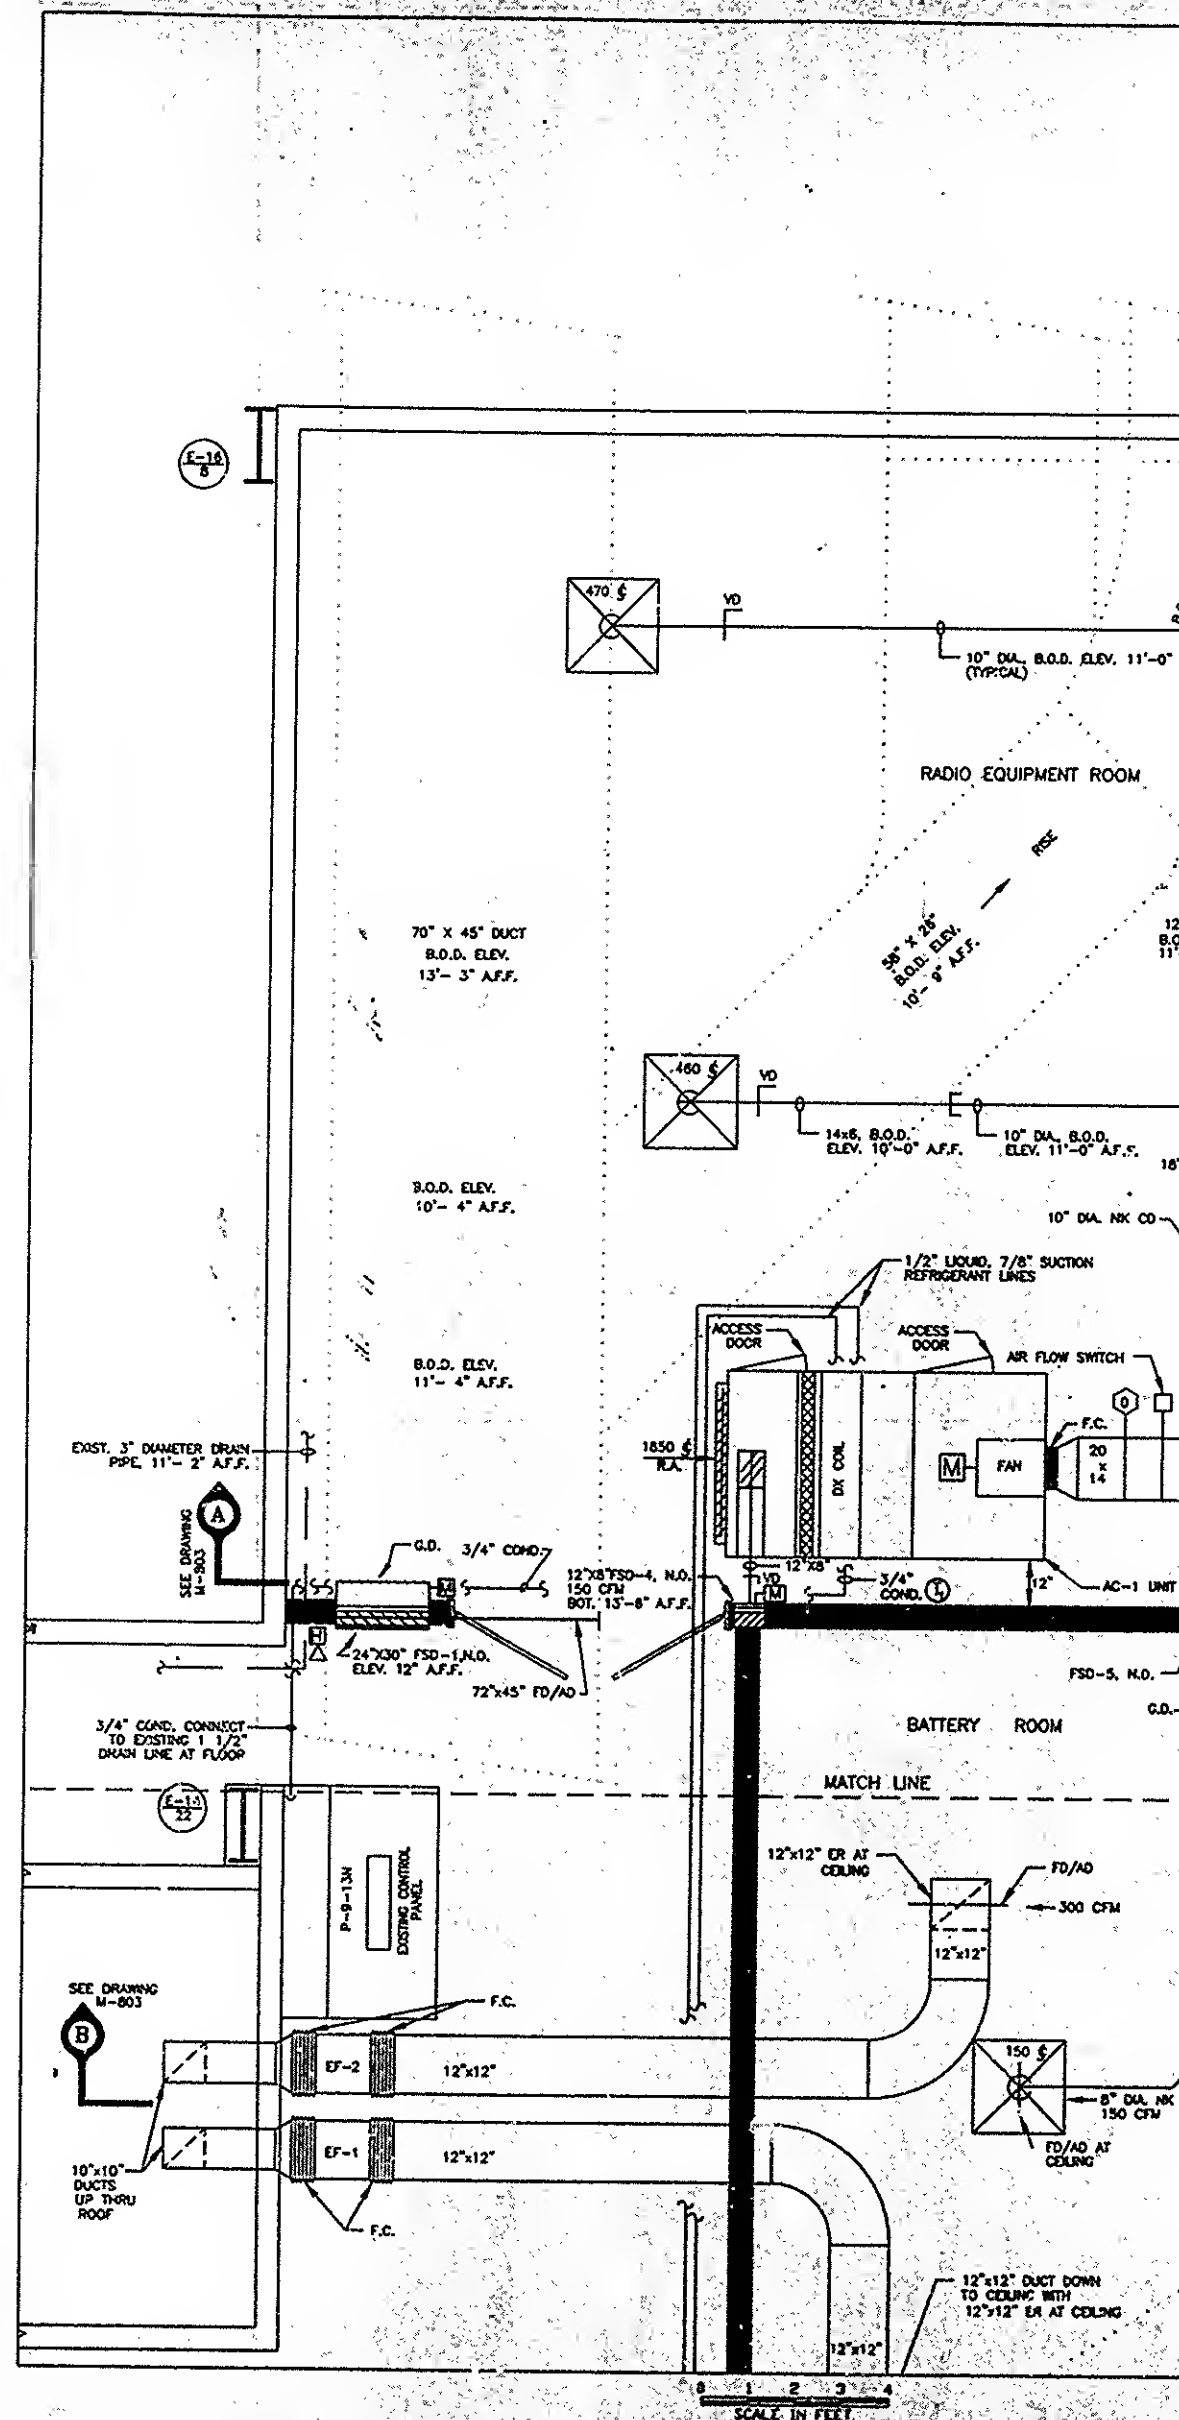 E-16
8
470
VD
10" DIA., B.O.D. ELEV. 11'-0"
(TYPICAL)
RADIO EQUIPMENT ROOM
RISE
70" X 45" DUCT
B.O.D. ELEV.
13'- 3" A.F.F.
58" X 26"
B.O.D. ELEV.
10'- 9" A.F.F.
12
B.O
11'
460
VD
14x6, B.O.D.
ELEV. 10'-0" A.F.F.
10" DIA., B.O.D.
ELEV. 11'-0" A.F.F.
18"
B.O.D. ELEV.
10'- 4" A.F.F.
10" DIA. NK CD
1/2" LIQUID, 7/8" SUCTION
REFRIGERANT LINES
ACCESS
DOOR
ACCESS
DOOR
AIR FLOW SWITCH
B.O.D. ELEV.
11'- 4" A.F.F.
EXIST. 3" DIAMETER DRAIN
PIPE, 11'- 2" A.F.F.
1850
R.A.
DX COIL
M
FAN
F.C.
20
x
14
A
SEE DRAWING
M-803
G.D.
3/4" COND.
M
12"X8" FSD-4, N.O.
150 CFM
BOT. 13'-6" A.F.F.
12"X8"
VD
M
3/4"
COND.
12"
AC-1 UNIT
H
24"X30" FSD-1, N.O.
ELEV. 12" A.F.F.
72"x45" FD/AD
FSD-5, N.O.
G.D.
3/4" COND. CONNECT
TO EXISTING 1 1/2"
DRAIN LINE AT FLOOR
BATTERY ROOM
MATCH LINE
22
P-9-13N
EXISTING CONTROL
PANEL
12"x12" ER AT
CEILING
FD/AD
300 CFM
12"x12"
SEE DRAWING
M-803
B
F.C.
EF-2
12"x12"
150
8" DIA. NK
150 CFM
FD/AD AT
CEILING
EF-1
12"x12"
10"x10"
DUCTS
UP THRU
ROOF
F.C.
12"x12" DUCT DOWN
TO CEILING WITH
12"x12" ER AT CEILING
12"x12"
1 2 3 4
SCALE IN FEET